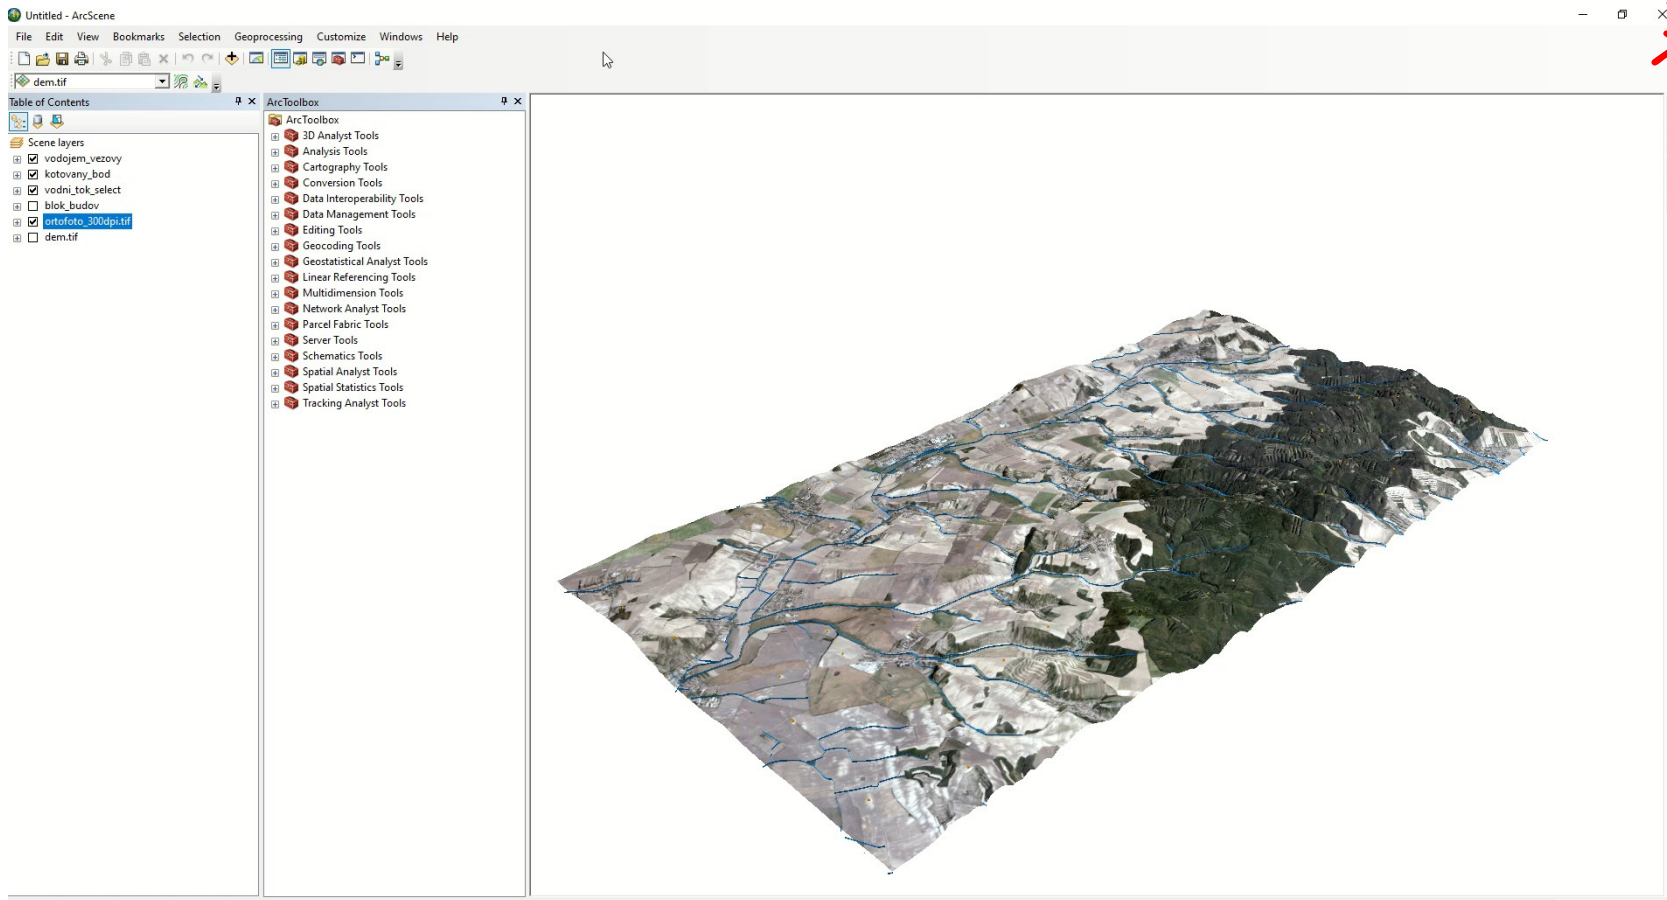 Untitled - ArcScene
File Edit View Bookmarks Selection Geoprocessing Customize Windows Help
dem.tif
Table of Contents
ArcToolbox
Scene layers
vodojem_vezovy
kotovany_bod
vodni_tok_select
blok_budov
ortofoto_300dpi.tif
dem.tif
ArcToolbox
3D Analyst Tools
Analysis Tools
Cartography Tools
Conversion Tools
Data Interoperability Tools
Data Management Tools
Editing Tools
Geocoding Tools
Geostatistical Analyst Tools
Linear Referencing Tools
Multidimension Tools
Network Analyst Tools
Parcel Fabric Tools
Server Tools
Schematics Tools
Spatial Analyst Tools
Spatial Statistics Tools
Tracking Analyst Tools